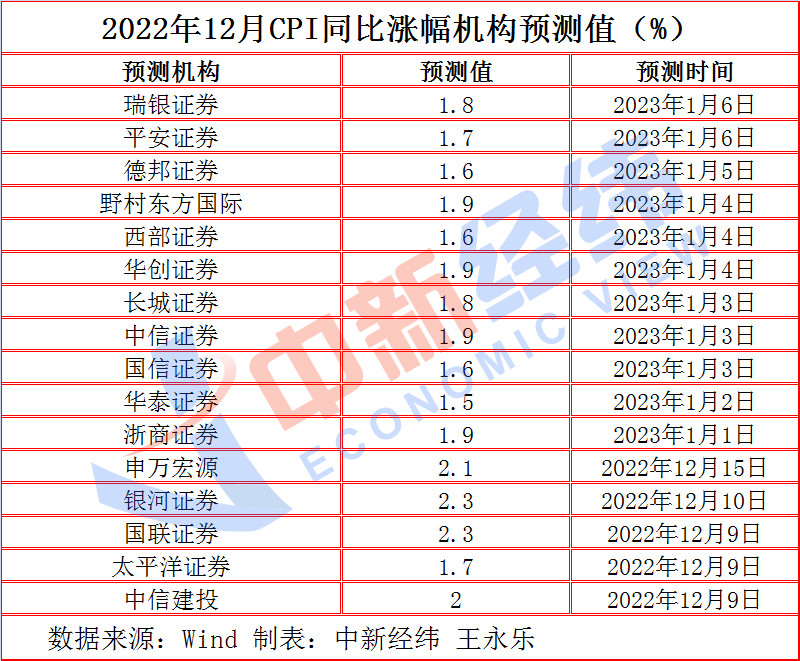 2022年12月CPI同比涨幅机构预测值（%）
预测机构 预测值 预测时间
瑞银证券 1.8 2023年1月6日
平安证券 1.7 2023年1月6日
德邦证券 1.6 2023年1月5日
野村东方国际 1.9 2023年1月4日
西部证券 1.6 2023年1月4日
华创证券 1.9 2023年1月4日
长城证券 1.8 2023年1月3日
中信证券 1.9 2023年1月3日
国信证券 1.6 2023年1月3日
华泰证券 1.5 2023年1月2日
浙商证券 1.9 2023年1月1日
申万宏源 2.1 2022年12月15日
银河证券 2.3 2022年12月10日
国联证券 2.3 2022年12月9日
太平洋证券 1.7 2022年12月9日
中信建投 2 2022年12月9日
数据来源：Wind 制表：中新经纬 王永乐
中新经纬
ECONOMIC VIEW